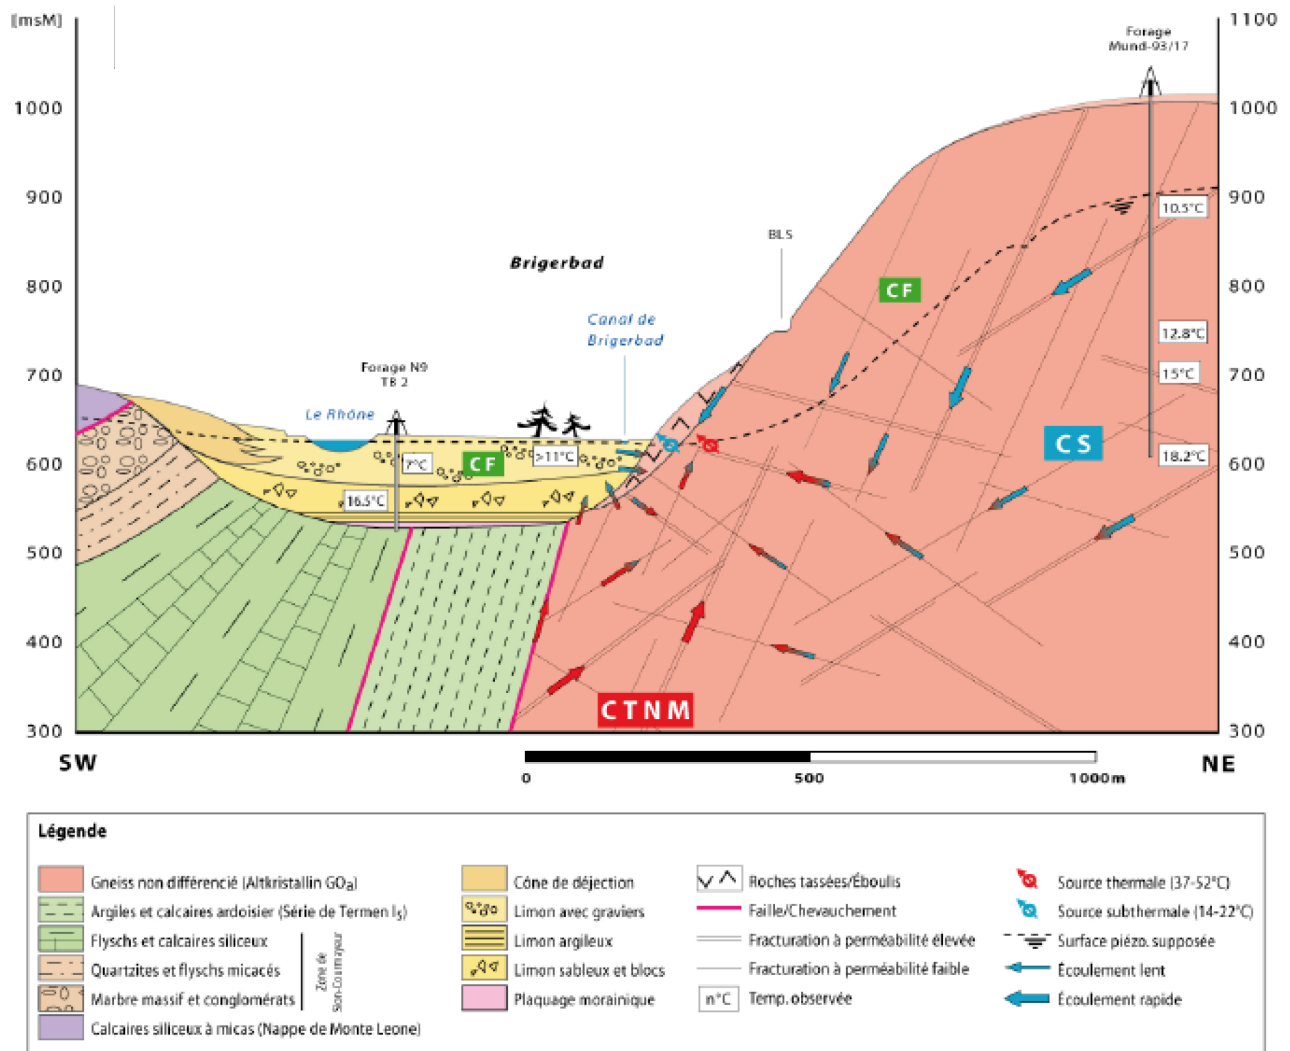 [msM]
1100
Forage
Mund-93/17
1000
1000
900
900
10.5°C
BLS
Brigerbad
CF
800
800
Canal de
Brigerbad
12.8°C
Forage N9
TB 2
700
700
15°C
Le Rhône
CS
600
7°C
CF
>11°C
18.2°C
600
16.5°C
500
500
400
400
CTNM
300
300
SW
NE
0
500
1000m
Légende
Gneiss non différencié (Altkristallin GOa)
Argiles et calcaires ardoisier (Série de Termen I5)
Flyschs et calcaires siliceux
Quartzites et flyschs micacés
Marbre massif et conglomérats
Zone de
Sion-Courmayeur
Calcaires siliceux à micas (Nappe de Monte Leone)
Cône de déjection
Limon avec graviers
Limon argileux
Limon sableux et blocs
Plaquage morainique
Roches tassées/Éboulis
Faille/Chevauchement
Fracturation à perméabilité élevée
Fracturation à perméabilité faible
n°C
Temp. observée
Source thermale (37-52°C)
Source subthermale (14-22°C)
Surface piézo. supposée
Écoulement lent
Écoulement rapide